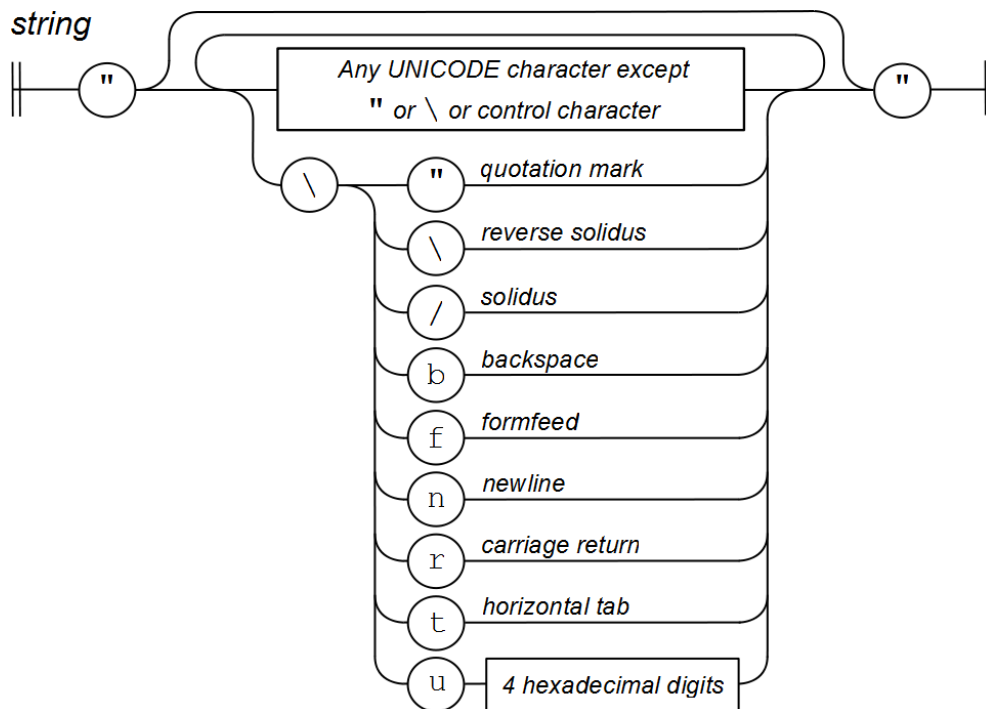 string
"
Any UNICODE character except
" or \ or control character
"
\
" quotation mark
\ reverse solidus
/ solidus
b backspace
f formfeed
n newline
r carriage return
t horizontal tab
u 4 hexadecimal digits